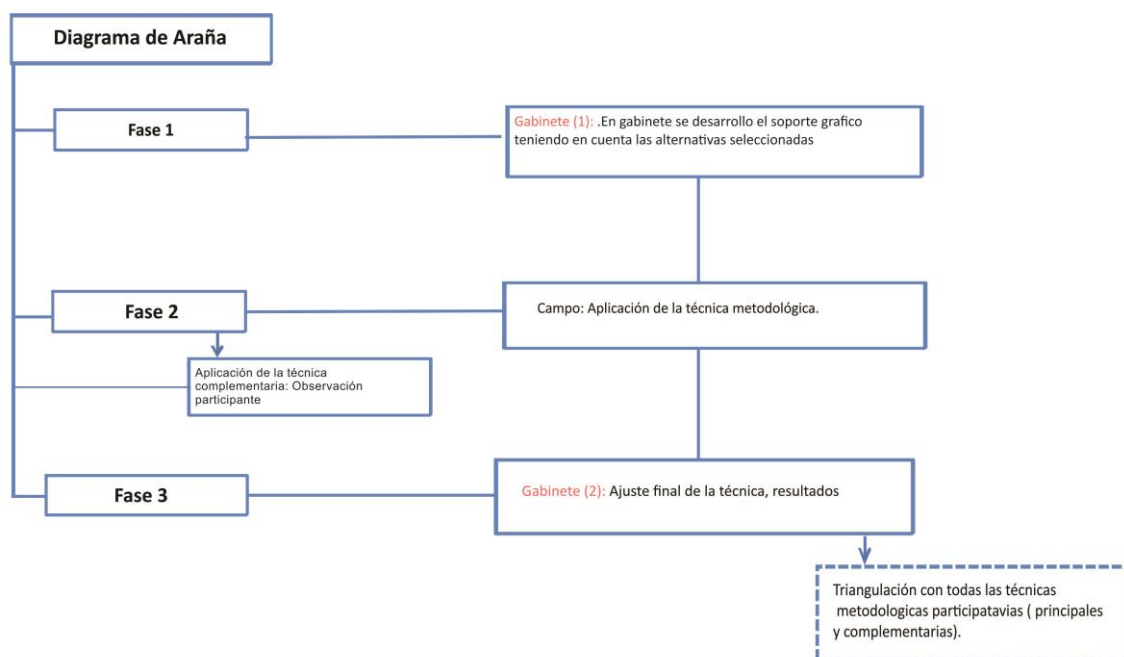 Diagrama de Araña
Fase 1
Gabinete (1): .En gabinete se desarrollo el soporte grafico
teniendo en cuenta las alternativas seleccionadas
Fase 2
Campo: Aplicación de la técnica metodológica.
Aplicación de la técnica
complementaria: Observación
participante
Fase 3
Gabinete (2): Ajuste final de la técnica, resultados
Triangulación con todas las técnicas
metodologicas participatavias ( principales
y complementarias).